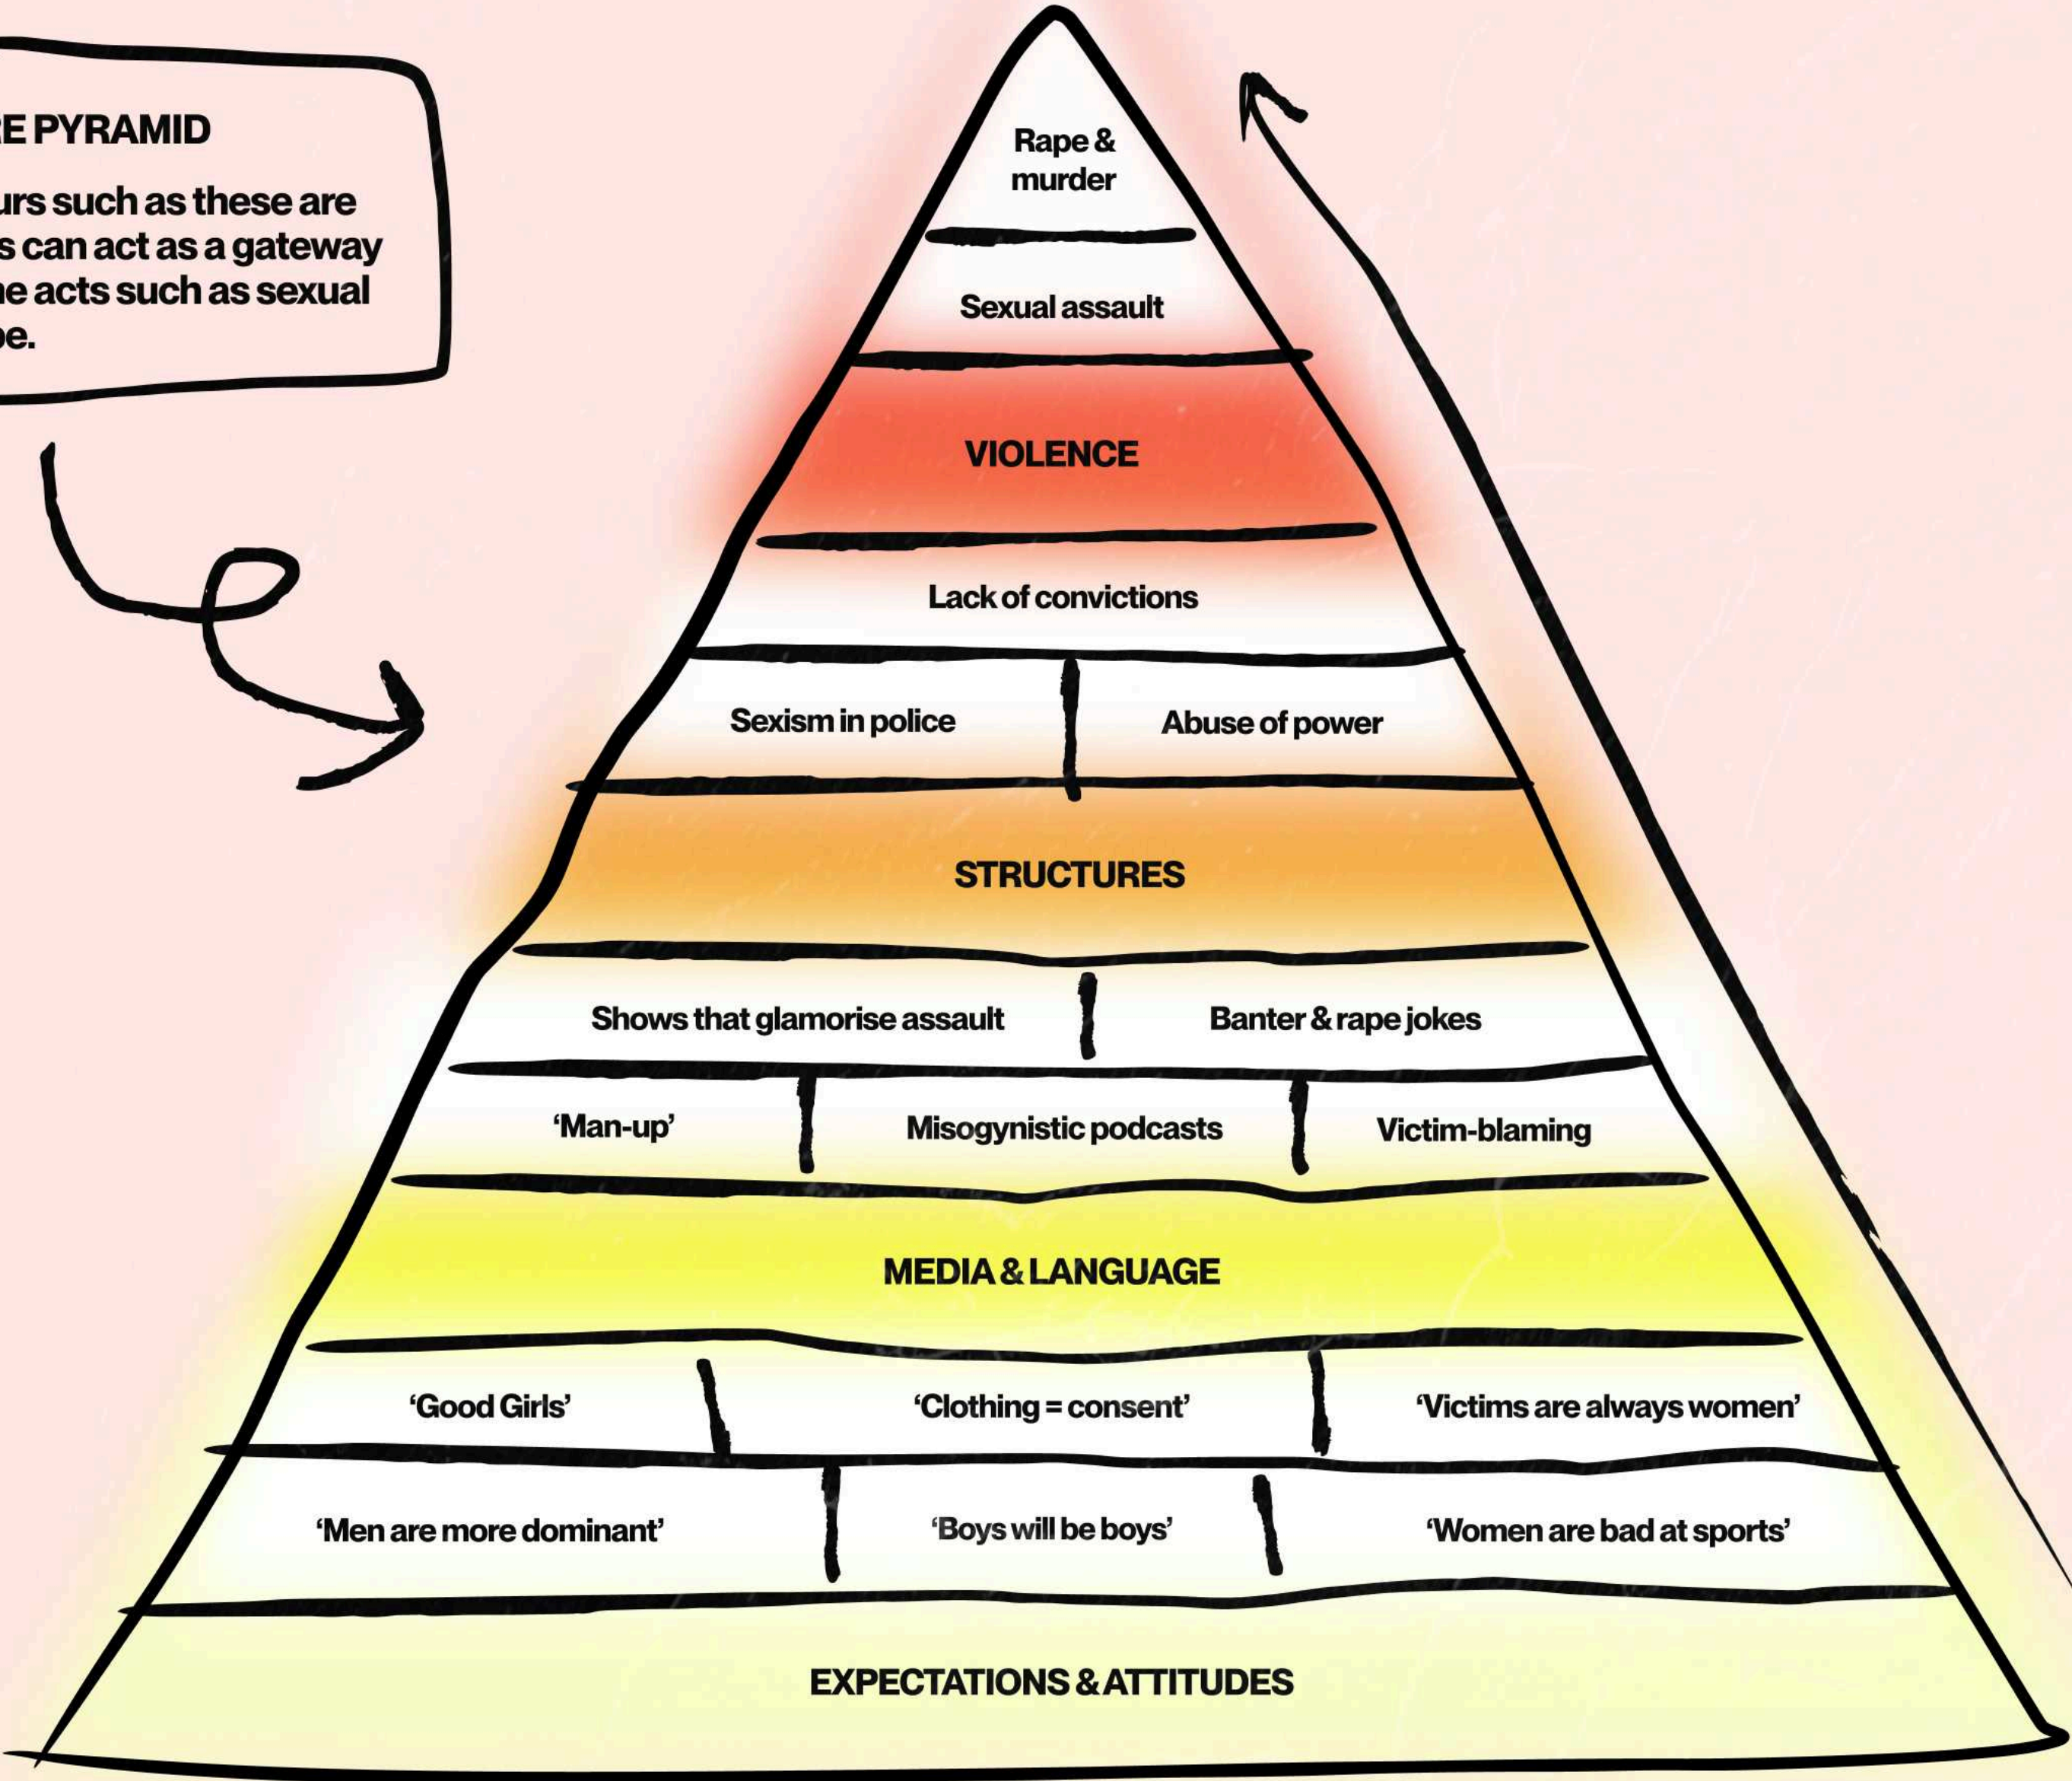 PYRAMID
such as these are
can act as a gateway
acts such as sexual
Rape &
murder
Sexual assault
VIOLENCE
Lack of convictions
Sexism in police
Abuse of power
STRUCTURES
Shows that glamorise assault
Banter & rape jokes
‘Man-up’
Misogynistic podcasts
Victim-blaming
MEDIA & LANGUAGE
‘Good Girls’
‘Clothing = consent’
‘Victims are always women’
‘Men are more dominant’
‘Boys will be boys’
‘Women are bad at sports’
EXPECTATIONS & ATTITUDES